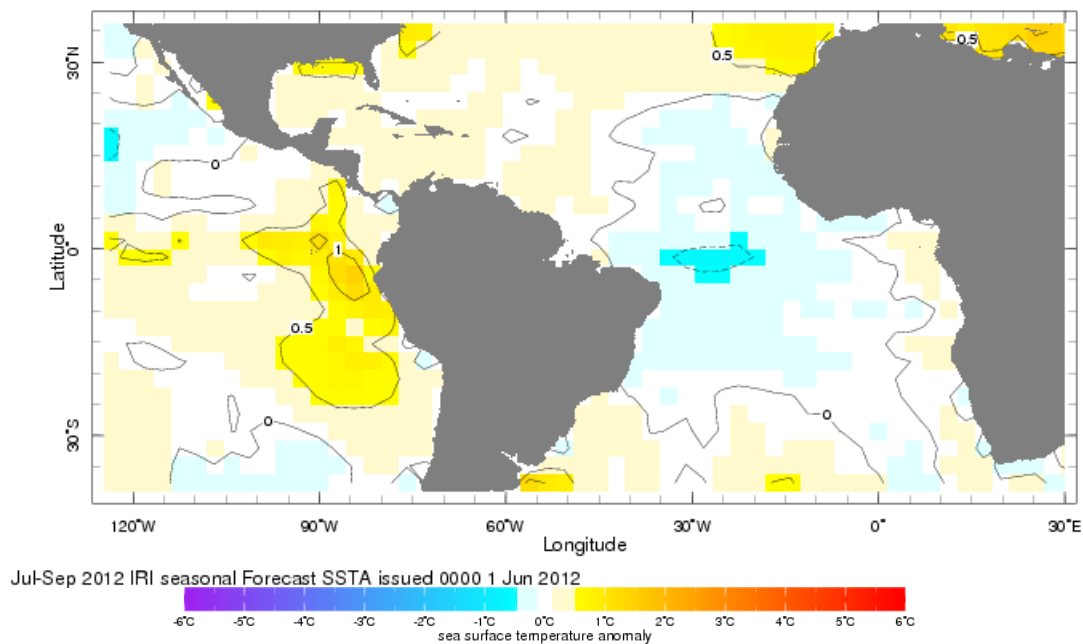 0.5
0.5
30°N
0
0°
1
Latitude
0.5
0
0
30°S
120°W 90°W 60°W 30°W 0° 30°E
Longitude
Jul-Sep 2012 IRI seasonal Forecast SSTA issued 0000 1 Jun 2012
-6°C -5°C -4°C -3°C -2°C -1°C 0°C 1°C 2°C 3°C 4°C 5°C 6°C
sea surface temperature anomaly